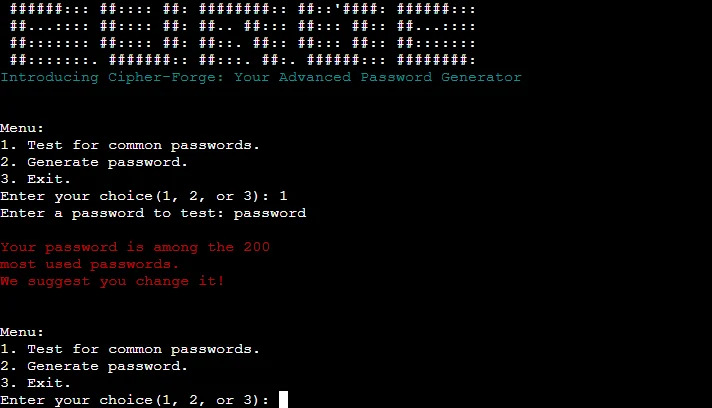 ######::: ##:::: ##: ########:: ##::'####: ######:::
##...:::: ##:::: ##: ##.. ##::: ##::: ##:: ##...::::
##::::::: ##:::: ##: ##::. ##:: ##::: ##:: ##:::::::
##:::::::. #######:: ##:::. ##:. ######::: ########:
Introducing Cipher-Forge: Your Advanced Password Generator
Menu:
1. Test for common passwords.
2. Generate password.
3. Exit.
Enter your choice(1, 2, or 3): 1
Enter a password to test: password
Your password is among the 200
most used passwords.
We suggest you change it!
Menu:
1. Test for common passwords.
2. Generate password.
3. Exit.
Enter your choice(1, 2, or 3):